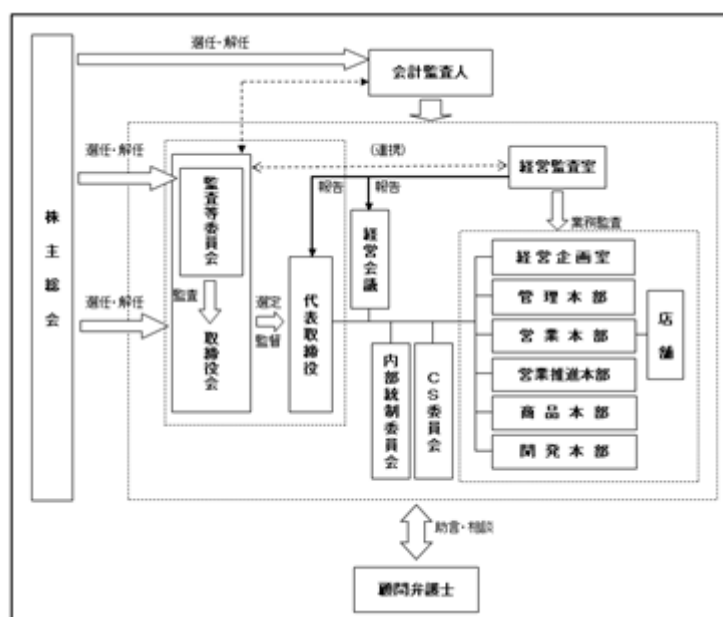 選任・解任
会計監査人
選任・解任
(連携)
経営監査室
報告
報告
業務監査
株主総会
監査等委員会
監査
取締役会
選定
監督
代表取締役
経営会議
経営企画室
管理本部
営業本部
店舗
営業推進本部
商品本部
開発本部
選任・解任
内部統制委員会
CS委員会
助言・相談
顧問弁護士